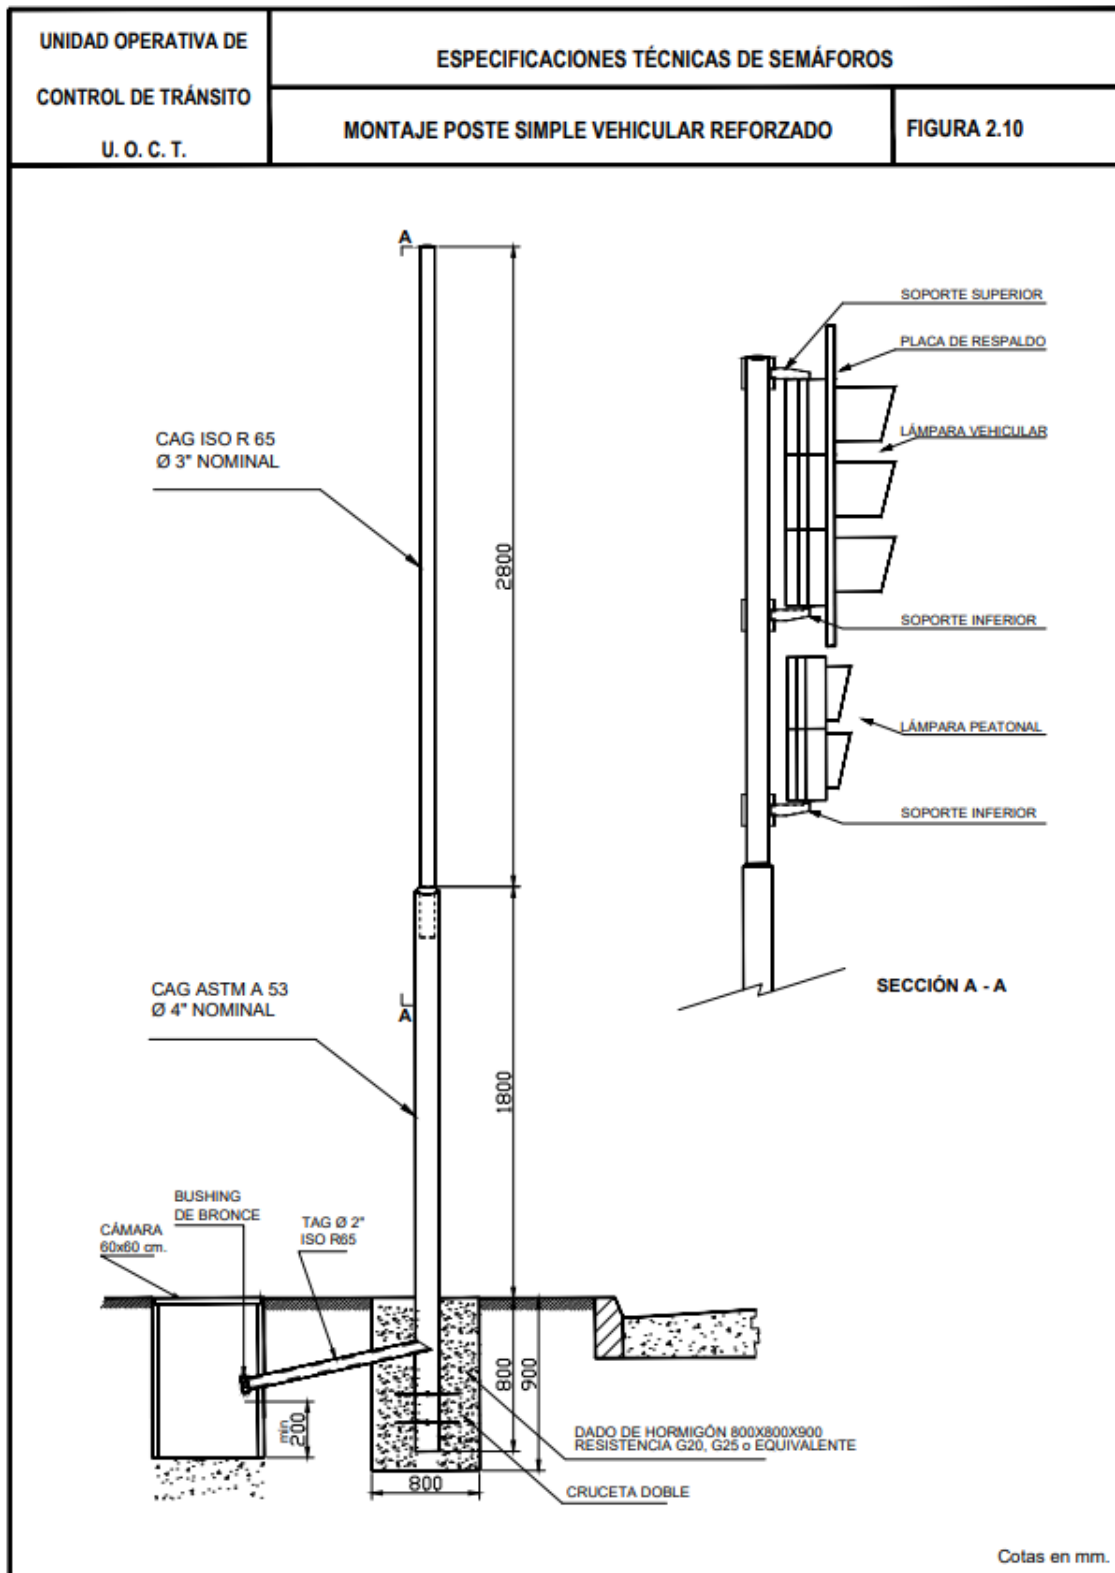 UNIDAD OPERATIVA DE
CONTROL DE TRÁNSITO
U. O. C. T.
ESPECIFICACIONES TÉCNICAS DE SEMÁFOROS
MONTAJE POSTE SIMPLE VEHICULAR REFORZADO
FIGURA 2.10
A
SOPORTE SUPERIOR
PLACA DE RESPALDO
LÁMPARA VEHICULAR
CAG ISO R 65
Ø 3" NOMINAL
2800
SOPORTE INFERIOR
LÁMPARA PEATONAL
SOPORTE INFERIOR
SECCIÓN A - A
CAG ASTM A 53
Ø 4" NOMINAL
A
1800
BUSHING
DE BRONCE
CÁMARA
60x60 cm.
TAG Ø 2"
ISO R65
800
900
min
200
DADO DE HORMIGÓN 800X800X900
RESISTENCIA G20, G25 o EQUIVALENTE
800
CRUCETA DOBLE
Cotas en mm.